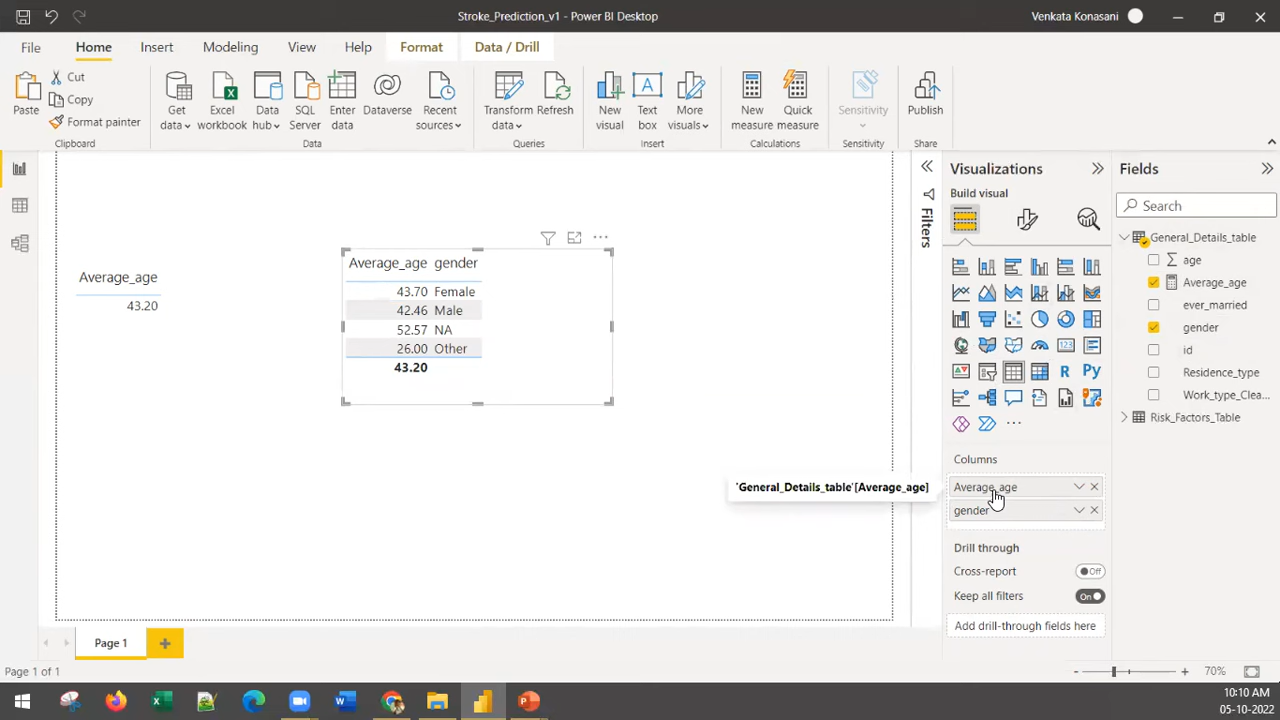 Stroke_Prediction_v1 - Power BI Desktop
Venkata Konasani
File Home Insert Modeling View Help Format Data / Drill
Paste
Cut
Copy
Format painter
Clipboard
Get data
Excel workbook
Data hub
SQL Server
Enter data
Dataverse
Recent sources
Data
Transform data
Refresh
Queries
New visual
Text box
More visuals
Insert
New measure
Quick measure
Calculations
Sensitivity
Sensitivity
Publish
Share
Average_age
43.20
Average_age gender
43.70 Female
42.46 Male
52.57 NA
26.00 Other
43.20
'General_Details_table'[Average_age]
Filters
Visualizations
Build visual
123
R
Py
Columns
Average_age
gender
Drill through
Cross-report Off
Keep all filters On
Add drill-through fields here
Fields
Search
General_Details_table
age
Average_age
ever_married
gender
id
Residence_type
Work_type_Clea...
Risk_Factors_Table
Page 1
Page 1 of 1
70%
10:10 AM
05-10-2022